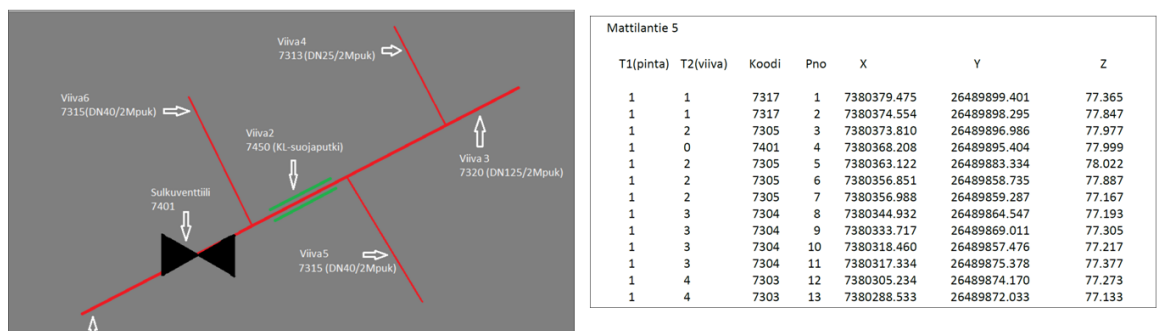 Viiva4
7313(DN25/2Mpuk)
Viiva6
7315(DN40/2Mpuk)
Viiva2
7450 (KL-suojaputki)
Viiva 3
7320 (DN125/2Mpuk)
Sulkuventtiili
7401
Viiva5
7315 (DN40/2Mpuk)
Mattilantie 5
T1(pinta) T2(viiva) Koodi Pno X Y Z
1 1 7317 1 7380379.475 26489899.401 77.365
1 1 7317 2 7380374.554 26489898.295 77.847
1 2 7305 3 7380373.810 26489896.986 77.977
1 0 7401 4 7380368.208 26489895.404 77.999
1 2 7305 5 7380363.122 26489883.334 78.022
1 2 7305 6 7380356.851 26489858.735 77.887
1 2 7305 7 7380356.988 26489859.287 77.167
1 3 7304 8 7380344.932 26489864.547 77.193
1 3 7304 9 7380333.717 26489869.011 77.305
1 3 7304 10 7380318.460 26489857.476 77.217
1 3 7304 11 7380317.334 26489875.378 77.377
1 4 7303 12 7380305.234 26489874.170 77.273
1 4 7303 13 7380288.533 26489872.033 77.133